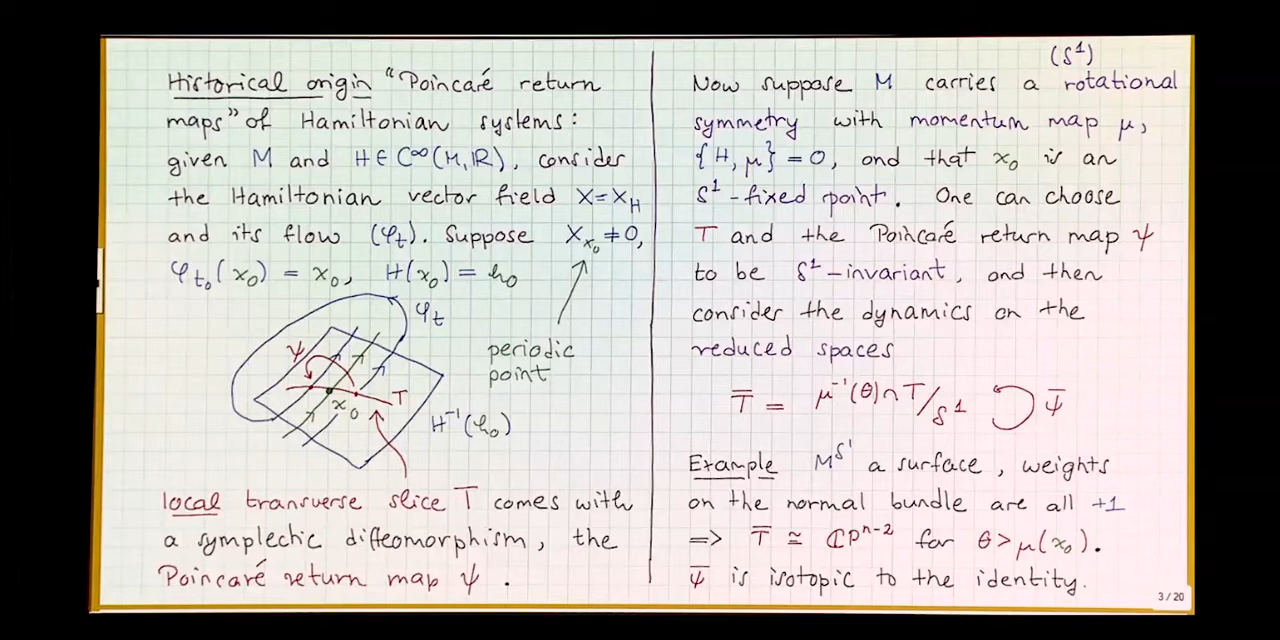 Historical origin "Poincaré return
maps" of Hamiltonian systems:
given M and H∈C∞(M,ℝ), consider
the Hamiltonian vector field X=X_H
and its flow (φ_t). Suppose X_x₀≠0,
φ_t₀(x₀) = x₀, H(x₀) = h₀
φ_t
ψ
periodic
point
x₀
T
H⁻¹(h₀)
local transverse slice T comes with
a symplectic diffeomorphism, the
Poincaré return map ψ.
(S¹)
Now suppose M carries a rotational
symmetry with momentum map μ,
{H,μ}=0, and that x₀ is an
S¹-fixed point. One can choose
T and the Poincaré return map ψ
to be S¹-invariant, and then
consider the dynamics on the
reduced spaces
T̅ = μ⁻¹(θ)∩T/S¹ ψ̅
Example M^S¹ a surface, weights
on the normal bundle are all +1
=> T̅ ≃ ℂPⁿ⁻² for θ>μ(x₀).
ψ̅ is isotopic to the identity.
3 / 20